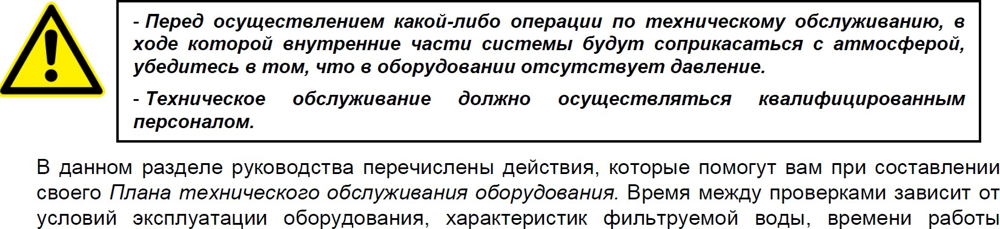 - Перед осуществлением какой-либо операции по техническому обслуживанию, в
ходе которой внутренние части системы будут соприкасаться с атмосферой,
убедитесь в том, что в оборудовании отсутствует давление.
- Техническое обслуживание должно осуществляться квалифицированным
персоналом.
В данном разделе руководства перечислены действия, которые помогут вам при составлении
своего Плана технического обслуживания оборудования. Время между проверками зависит от
условий эксплуатации оборудования, характеристик фильтруемой воды, времени работы